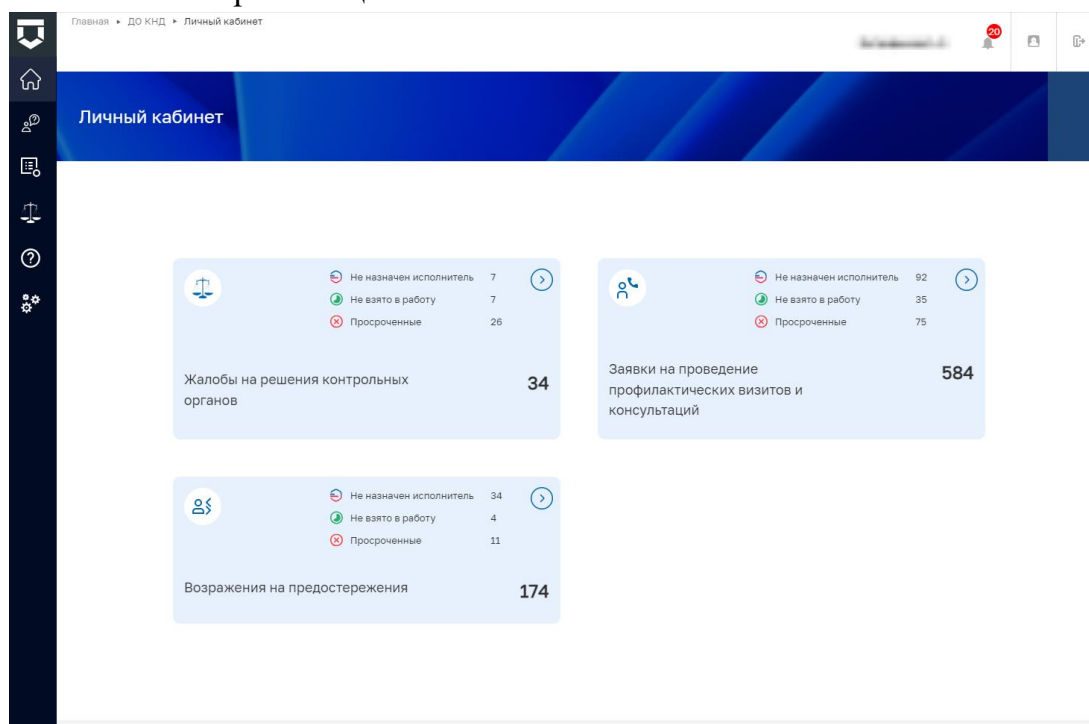 Главная ▸ ДО КНД ▸ Личный кабинет
20
Личный кабинет
Не назначен исполнитель 7
Не взято в работу 7
Просроченные 26
Жалобы на решения контрольных
органов
34
Не назначен исполнитель 92
Не взято в работу 35
Просроченные 75
Заявки на проведение
профилактических визитов и
консультаций
584
Не назначен исполнитель 34
Не взято в работу 4
Просроченные 11
Возражения на предостережения
174